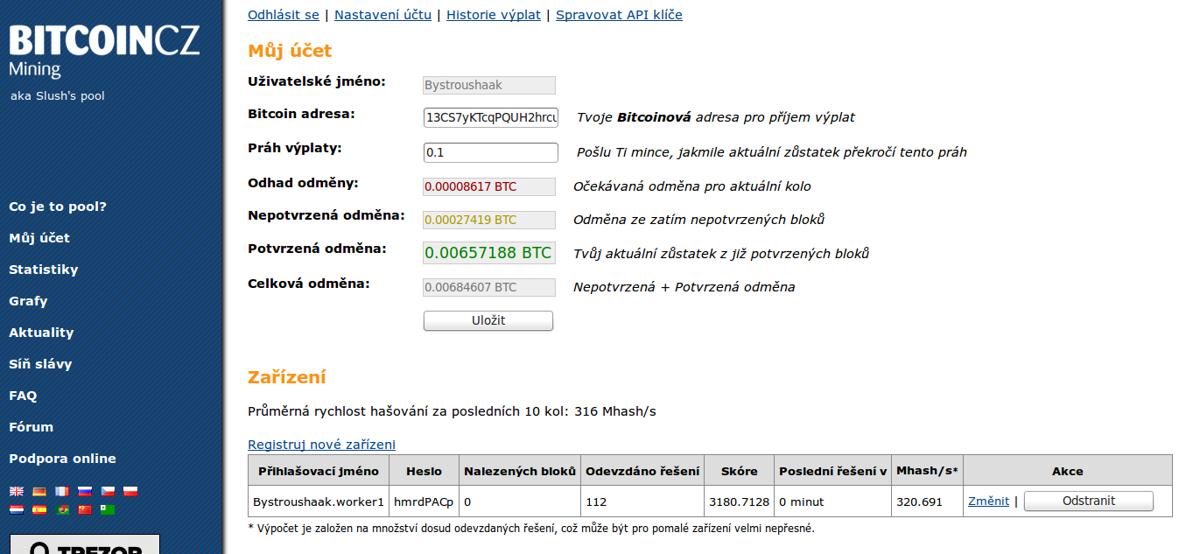 BITCOINCZ
Mining
aka Slush's pool
Co je to pool?
Můj účet
Statistiky
Grafy
Aktuality
Síň slávy
FAQ
Fórum
Podpora online
TREZOR
Odhlásit se | Nastavení účtu | Historie výplat | Spravovat API klíče
Můj účet
Uživatelské jméno: Bystroushaak
Bitcoin adresa: 13CS7yKTcqPQUH2hrcu Tvoje Bitcoinová adresa pro příjem výplat
Práh výplaty: 0.1 Pošlu Ti mince, jakmile aktuální zůstatek překročí tento práh
Odhad odměny: 0.00008617 BTC Očekávaná odměna pro aktuální kolo
Nepotvrzená odměna: 0.00027419 BTC Odměna ze zatím nepotvrzených bloků
Potvrzená odměna: 0.00657188 BTC Tvůj aktuální zůstatek z již potvrzených bloků
Celková odměna: 0.00684607 BTC Nepotvrzená + Potvrzená odměna
Uložit
Zařízení
Průměrná rychlost hašování za posledních 10 kol: 316 Mhash/s
Registruj nové zařízeni
Přihlašovací jméno Heslo Nalezených bloků Odevzdáno řešení Skóre Poslední řešení v Mhash/s* Akce
Bystroushaak.worker1 hmrdPACp 0 112 3180.7128 0 minut 320.691 Změnit | Odstranit
* Výpočet je založen na množství dosud odevzdaných řešení, což může být pro pomalé zařízení velmi nepřesné.